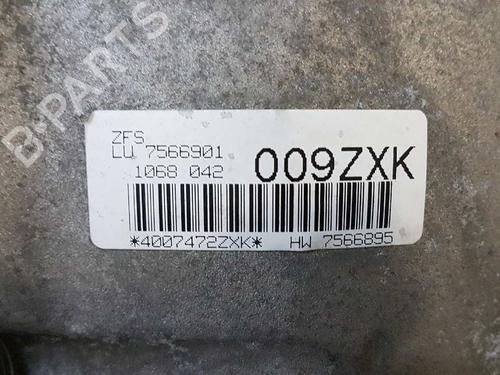 B-PARTS
ZFS
LU 7566901
1068 042
009ZXK
*4007472ZXK* HW 7566895